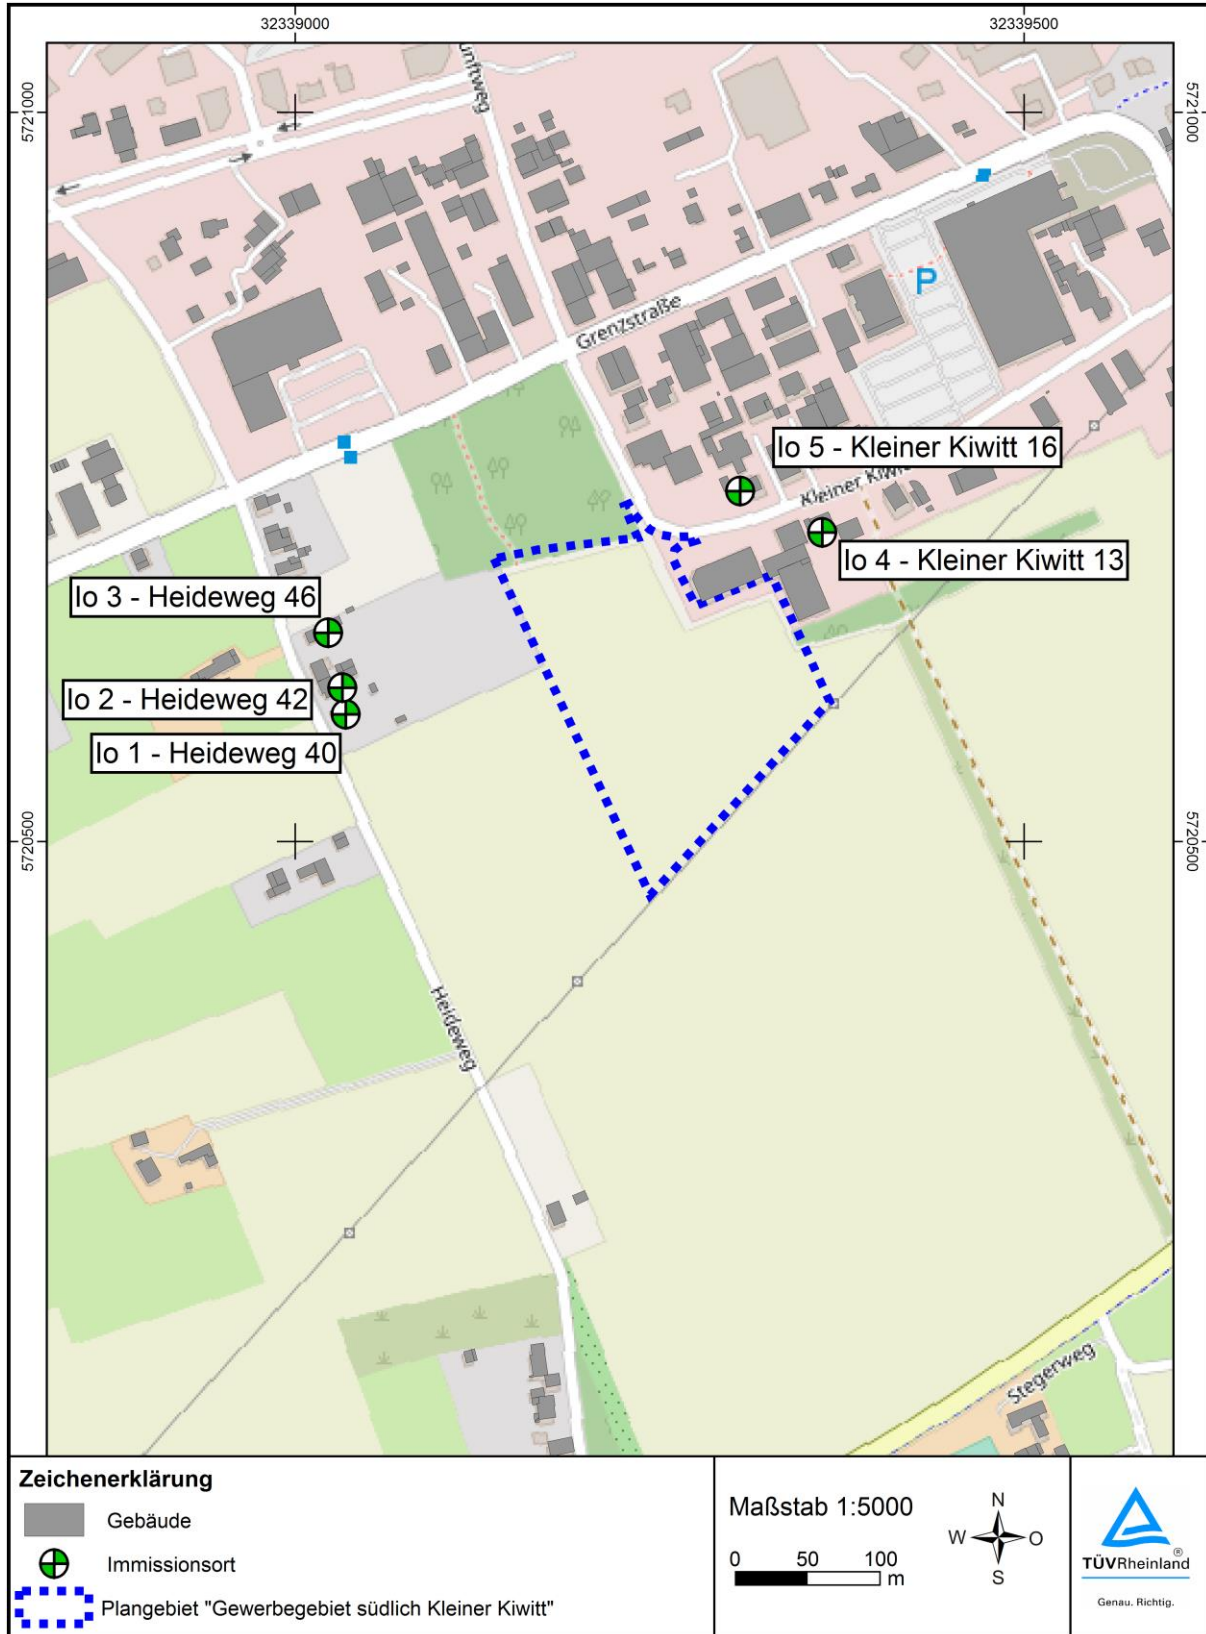 32339000
32339500
5721000
5721000
unftweg
P
Grenzstraße
Io 5 - Kleiner Kiwitt 16
Kleiner Kiwi
Io 4 - Kleiner Kiwitt 13
Io 3 - Heideweg 46
Io 2 - Heideweg 42
Io 1 - Heideweg 40
5720500
5720500
Heideweg
Stegerweg
Zeichenerklärung
Gebäude
Immissionsort
Plangebiet "Gewerbegebiet südlich Kleiner Kiwitt"
Maßstab 1:5000
0 50 100
m
N
W O
S
TÜVRheinland®
Genau. Richtig.